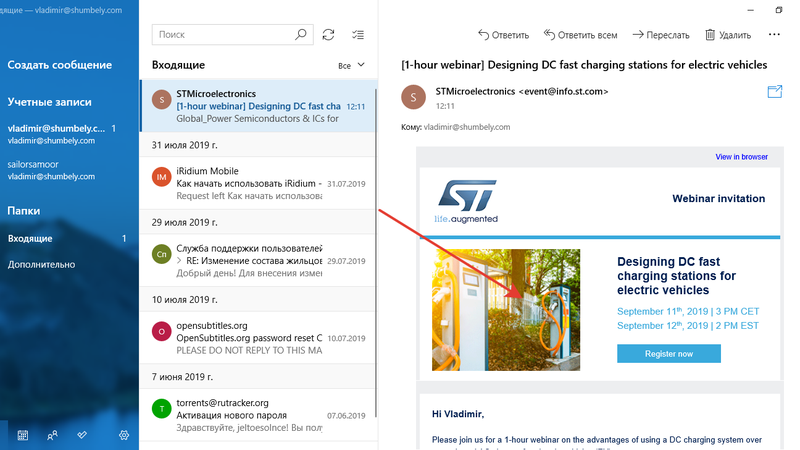 дящие — vladimir@shumbely.com
Создать сообщение
Учетные записи
vladimir@shumbely.c... 1
vladimir@shumbely.com
sailorsamoor
vladimir@shumbely.com
Папки
Входящие 1
Дополнительно
Поиск
Входящие
Все
S
STMicroelectronics
[1-hour webinar] Designing DC fast cha 12:11
Global_Power Semiconductors & ICs for
31 июля 2019 г.
IM
iRidium Mobile
Как начать использовать iRidium - 31.07.2019
Request left Как начать использова
29 июля 2019 г.
Сп
Служба поддержки пользователей
> RE: Изменение состава жильцов 29.07.2019
Добрый день! Для внесения измен
10 июля 2019 г.
O
opensubtitles.org
OpenSubtitles.org password reset C 10.07.2019
PLEASE DO NOT REPLY TO THIS MA
7 июня 2019 г.
T
torrents@rutracker.org
Активация нового пароля 07.06.2019
Здравствуйте, jeltoesolnce! Вы пол
Ответить
Ответить всем
Переслать
Удалить
[1-hour webinar] Designing DC fast charging stations for electric vehicles
S
STMicroelectronics <event@info.st.com>
12:11
Кому: vladimir@shumbely.com
View in browser
ST
life.augmented
Webinar invitation
Designing DC fast
charging stations for
electric vehicles
September 11th, 2019 | 3 PM CET
September 12th, 2019 | 2 PM EST
Register now
Hi Vladimir,
Please join us for a 1-hour webinar on the advantages of using a DC charging system over